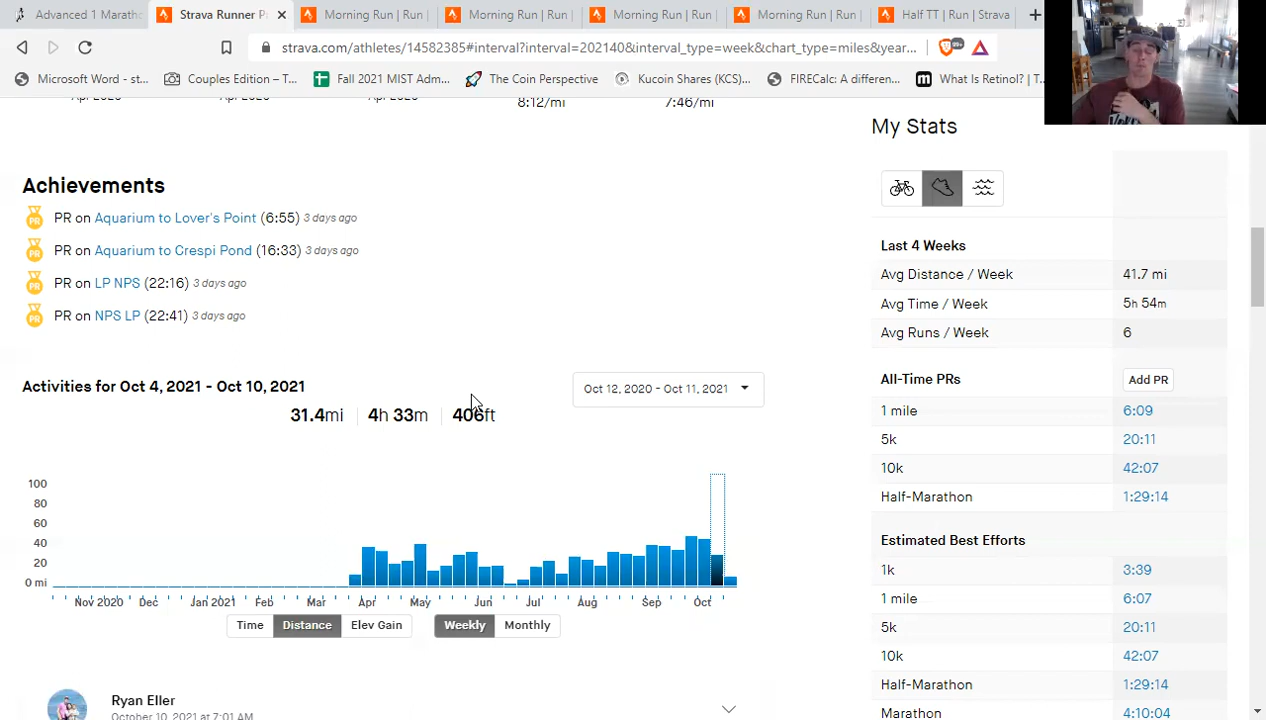 Advanced 1 Marath
Strava Runner P
Morning Run | Run
Morning Run | Run
Morning Run | Run
Morning Run | Run
Half TT | Run | Strava
strava.com/athletes/14582385#interval?interval=202140&interval_type=week&chart_type=miles&year...
99+
Microsoft Word - st...
Couples Edition – T...
Fall 2021 MIST Adm...
The Coin Perspective
Kucoin Shares (KCS)...
FIRECalc: A differen...
What Is Retinol? | T...
8:12/mi
7:46/mi
My Stats
Achievements
PR on Aquarium to Lover's Point (6:55) 3 days ago
PR on Aquarium to Crespi Pond (16:33) 3 days ago
PR on LP NPS (22:16) 3 days ago
PR on NPS LP (22:41) 3 days ago
PR
PR
PR
PR
Activities for Oct 4, 2021 - Oct 10, 2021
Oct 12, 2020 - Oct 11, 2021
31.4mi
4h 33m
406ft
100
80
60
40
20
0 mi
Nov 2020
Dec
Jan 2021
Feb
Mar
Apr
May
Jun
Jul
Aug
Sep
Oct
Time
Distance
Elev Gain
Weekly
Monthly
Ryan Eller
October 10, 2021 at 7:01 AM
Last 4 Weeks
Avg Distance / Week 41.7 mi
Avg Time / Week 5h 54m
Avg Runs / Week 6
All-Time PRs Add PR
1 mile 6:09
5k 20:11
10k 42:07
Half-Marathon 1:29:14
Estimated Best Efforts
1k 3:39
1 mile 6:07
5k 20:11
10k 42:07
Half-Marathon 1:29:14
Marathon 4:10:04